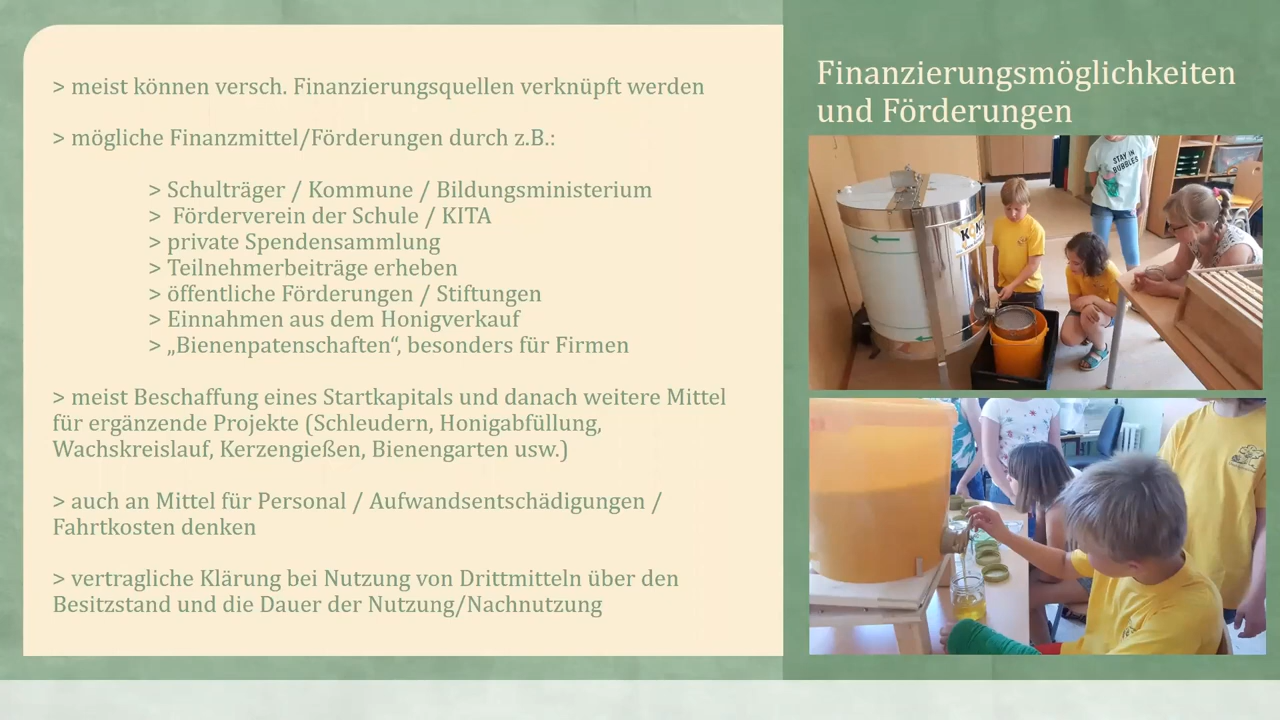 > meist können versch. Finanzierungsquellen verknüpft werden
> mögliche Finanzmittel/Förderungen durch z.B.:
> Schulträger / Kommune / Bildungsministerium
> Förderverein der Schule / KITA
> private Spendensammlung
> Teilnehmerbeiträge erheben
> öffentliche Förderungen / Stiftungen
> Einnahmen aus dem Honigverkauf
> „Bienenpatenschaften“, besonders für Firmen
> meist Beschaffung eines Startkapitals und danach weitere Mittel
für ergänzende Projekte (Schleudern, Honigabfüllung,
Wachskreislauf, Kerzengießen, Bienengarten usw.)
> auch an Mittel für Personal / Aufwandsentschädigungen /
Fahrtkosten denken
> vertragliche Klärung bei Nutzung von Drittmitteln über den
Besitzstand und die Dauer der Nutzung/Nachnutzung
Finanzierungsmöglichkeiten
und Förderungen
STAY IN
BUBBLES